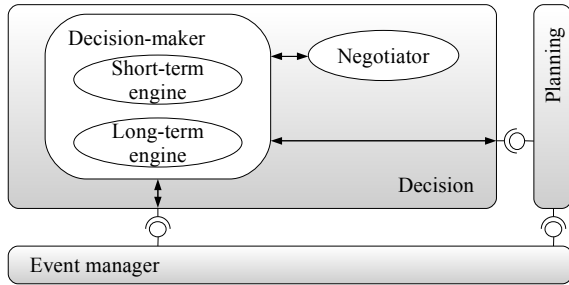 Decision-maker
Short-term
engine
Long-term
engine
Negotiator
Decision
Planning
Event manager